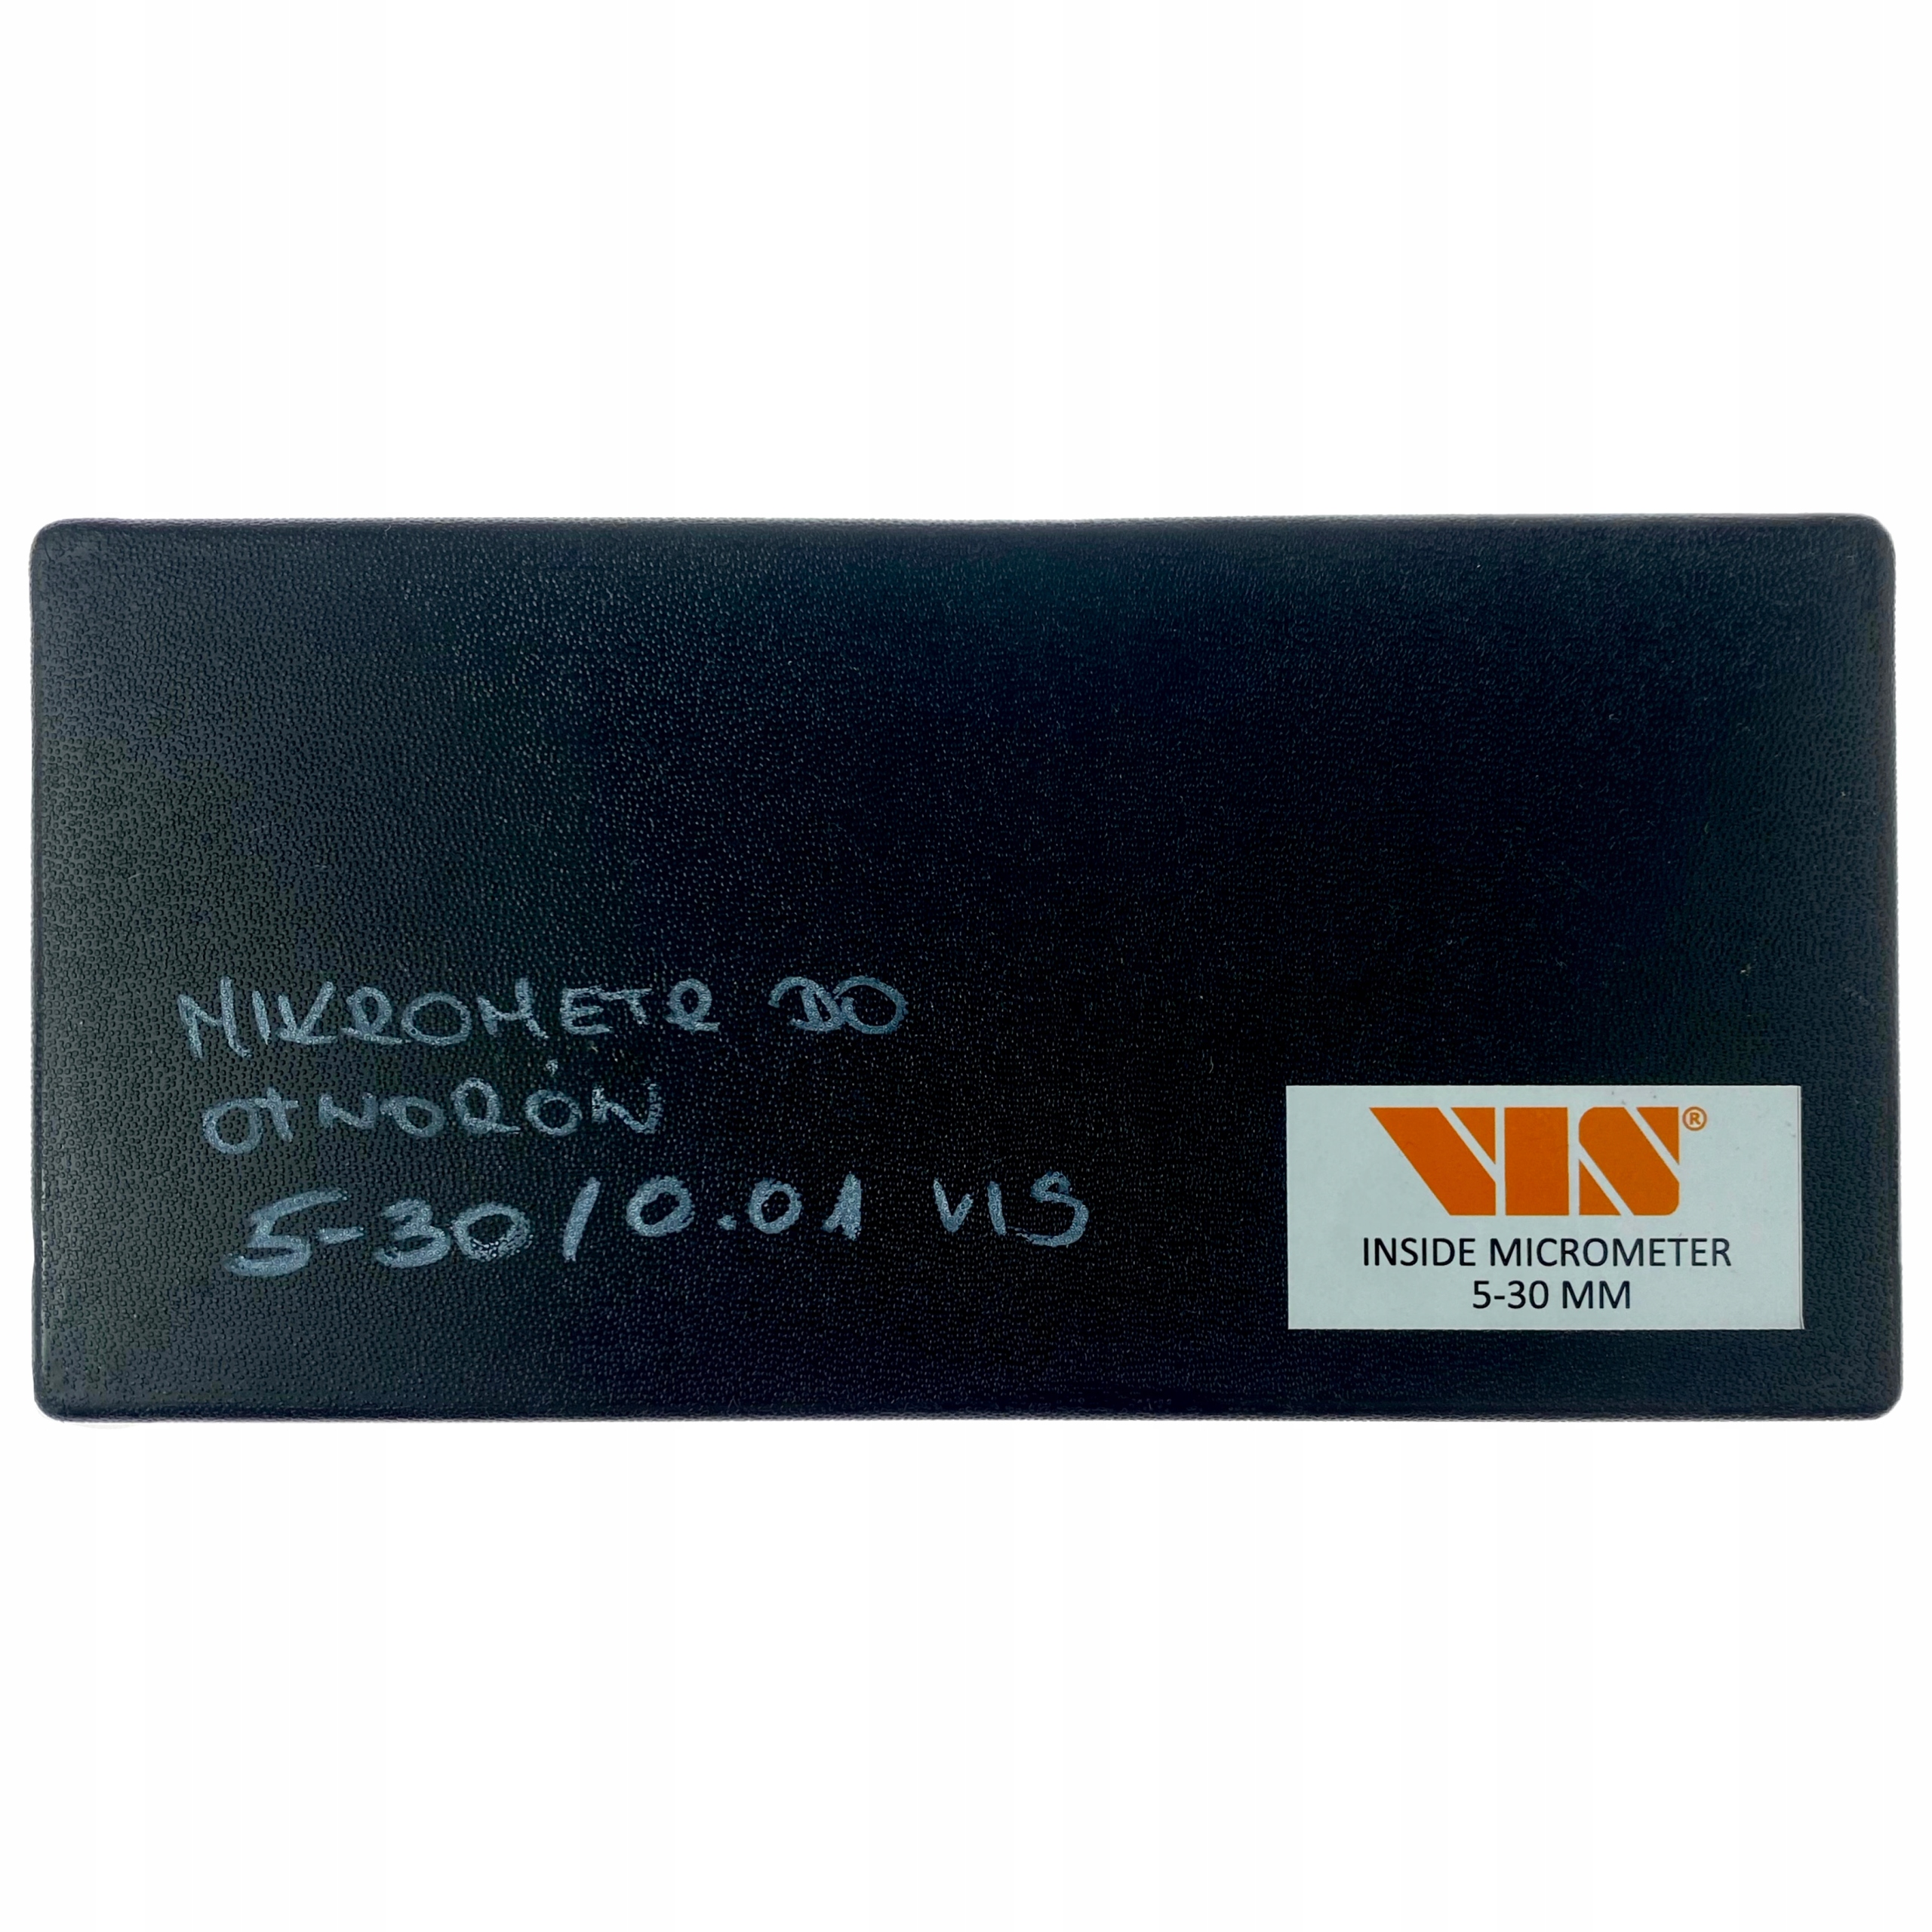 MIKROMETR DO
OTWORÓW
5-30/0.01 VIS
VIS®
INSIDE MICROMETER
5-30 MM